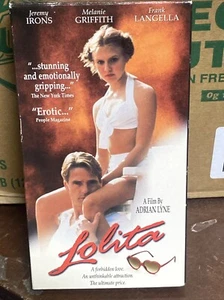 Jeremy
IRONS
Melanie
GRIFFITH
Frank
LANGELLA
"...stunning
and emotionally
gripping..."
The New York Times
"Erotic..."
People Magazine
A Film By
ADRIAN LYNE
Lolita
A forbidden love.
An unthinkable attraction.
The ultimate price.